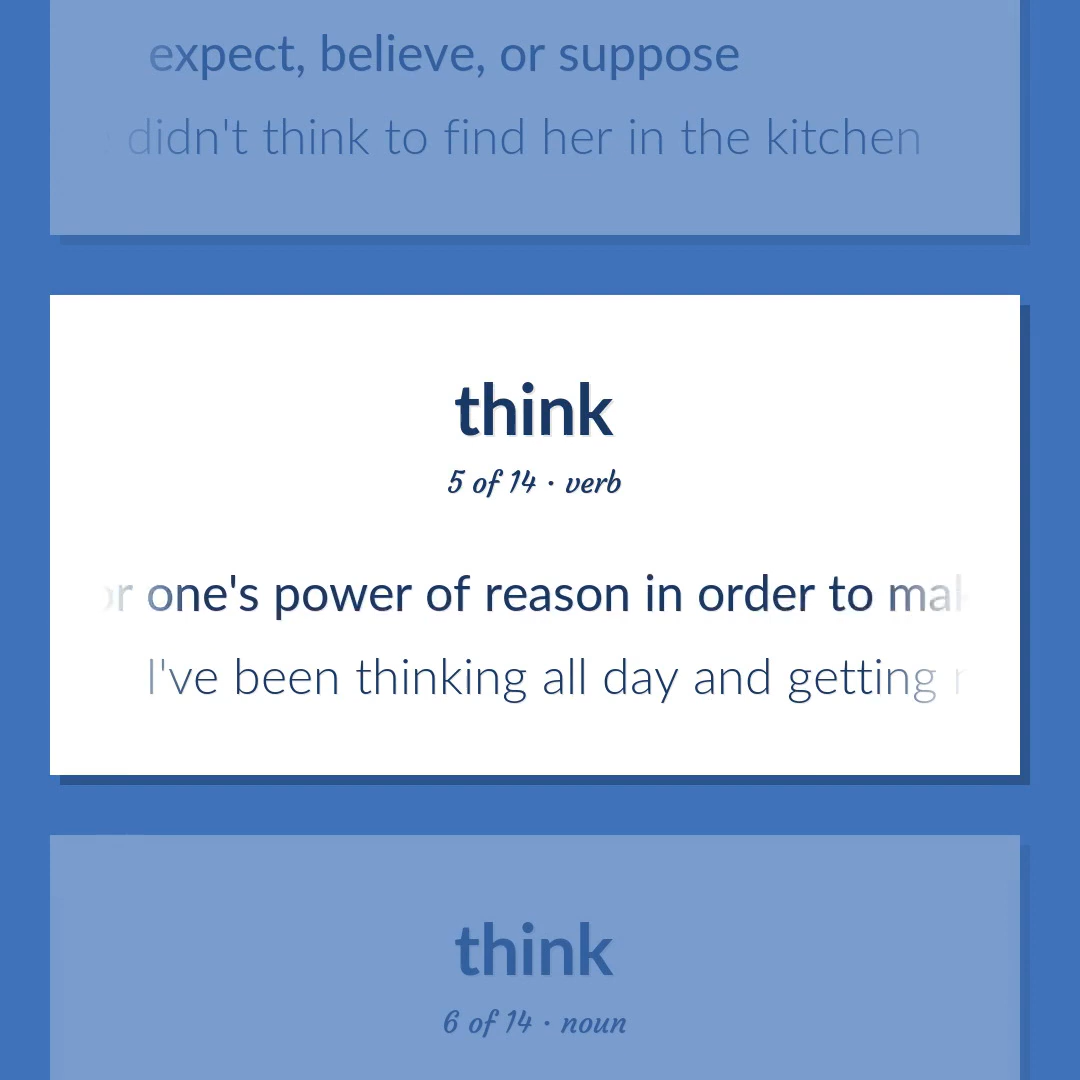 expect, believe, or suppose
didn't think to find her in the kitchen
think
5 of 14 · verb
one's power of reason in order to
I've been thinking all day and getting
think
6 of 14 · noun